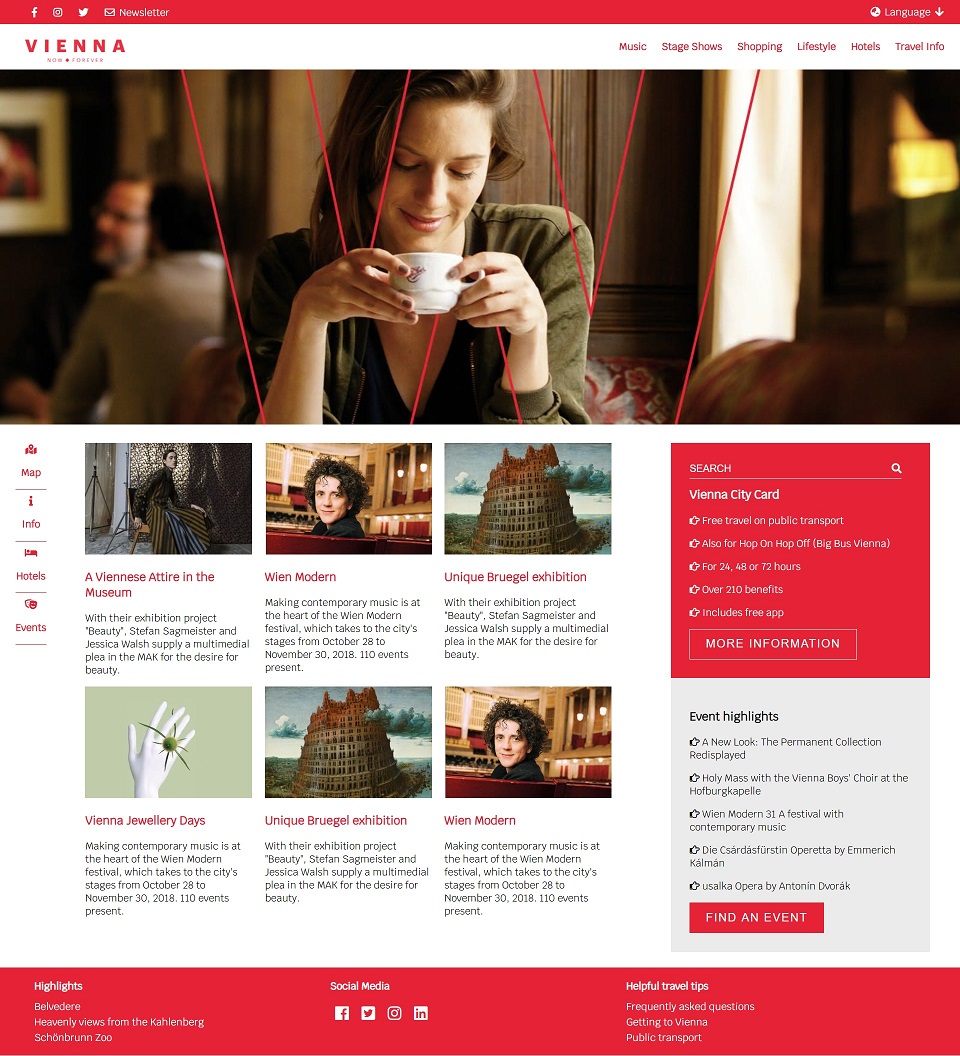 Newsletter
Language
VIENNA
NOW FOREVER
Music Stage Shows Shopping Lifestyle Hotels Travel Info
Map
Info
Hotels
Events
A Viennese Attire in the
Museum
With their exhibition project
"Beauty", Stefan Sagmeister and
Jessica Walsh supply a multimedial
plea in the MAK for the desire for
beauty.
Wien Modern
Making contemporary music is at
the heart of the Wien Modern
festival, which takes to the city's
stages from October 28 to
November 30, 2018. 110 events
present.
Unique Bruegel exhibition
With their exhibition project
"Beauty", Stefan Sagmeister and
Jessica Walsh supply a multimedial
plea in the MAK for the desire for
beauty.
Vienna Jewellery Days
Making contemporary music is at
the heart of the Wien Modern
festival, which takes to the city's
stages from October 28 to
November 30, 2018. 110 events
present.
Unique Bruegel exhibition
With their exhibition project
"Beauty", Stefan Sagmeister and
Jessica Walsh supply a multimedial
plea in the MAK for the desire for
beauty.
Wien Modern
Making contemporary music is at
the heart of the Wien Modern
festival, which takes to the city's
stages from October 28 to
November 30, 2018. 110 events
present.
SEARCH
Vienna City Card
Free travel on public transport
Also for Hop On Hop Off (Big Bus Vienna)
For 24, 48 or 72 hours
Over 210 benefits
Includes free app
MORE INFORMATION
Event highlights
A New Look: The Permanent Collection
Redisplayed
Holy Mass with the Vienna Boys' Choir at the
Hofburgkapelle
Wien Modern 31 A festival with
contemporary music
Die Csárdásfürstin Operetta by Emmerich
Kálmán
usalka Opera by Antonín Dvorák
FIND AN EVENT
Highlights
Belvedere
Heavenly views from the Kahlenberg
Schönbrunn Zoo
Social Media
Helpful travel tips
Frequently asked questions
Getting to Vienna
Public transport